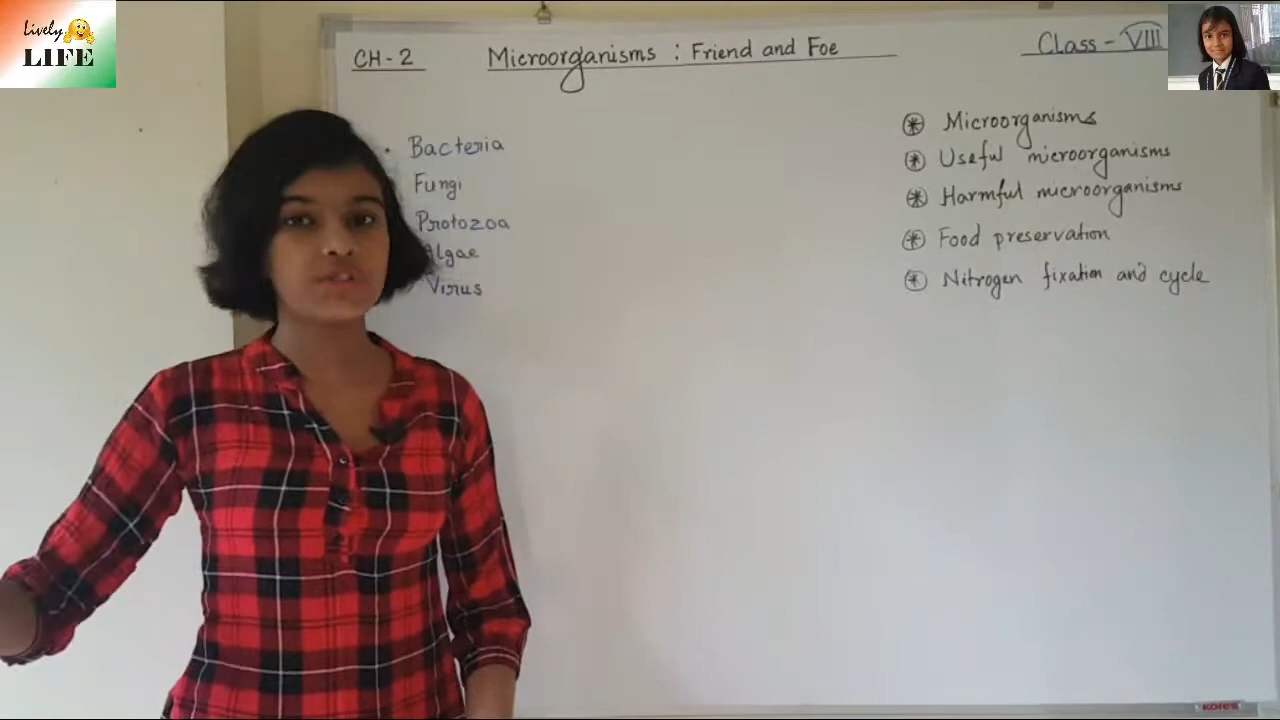 Lively
LIFE
CH-2 Microorganisms : Friend and Foe Class - VIII
Bacteria
Fungi
Protozoa
Algae
Virus
Microorganisms
Useful microorganisms
Harmful microorganisms
Food preservation
Nitrogen fixation and cycle
kores